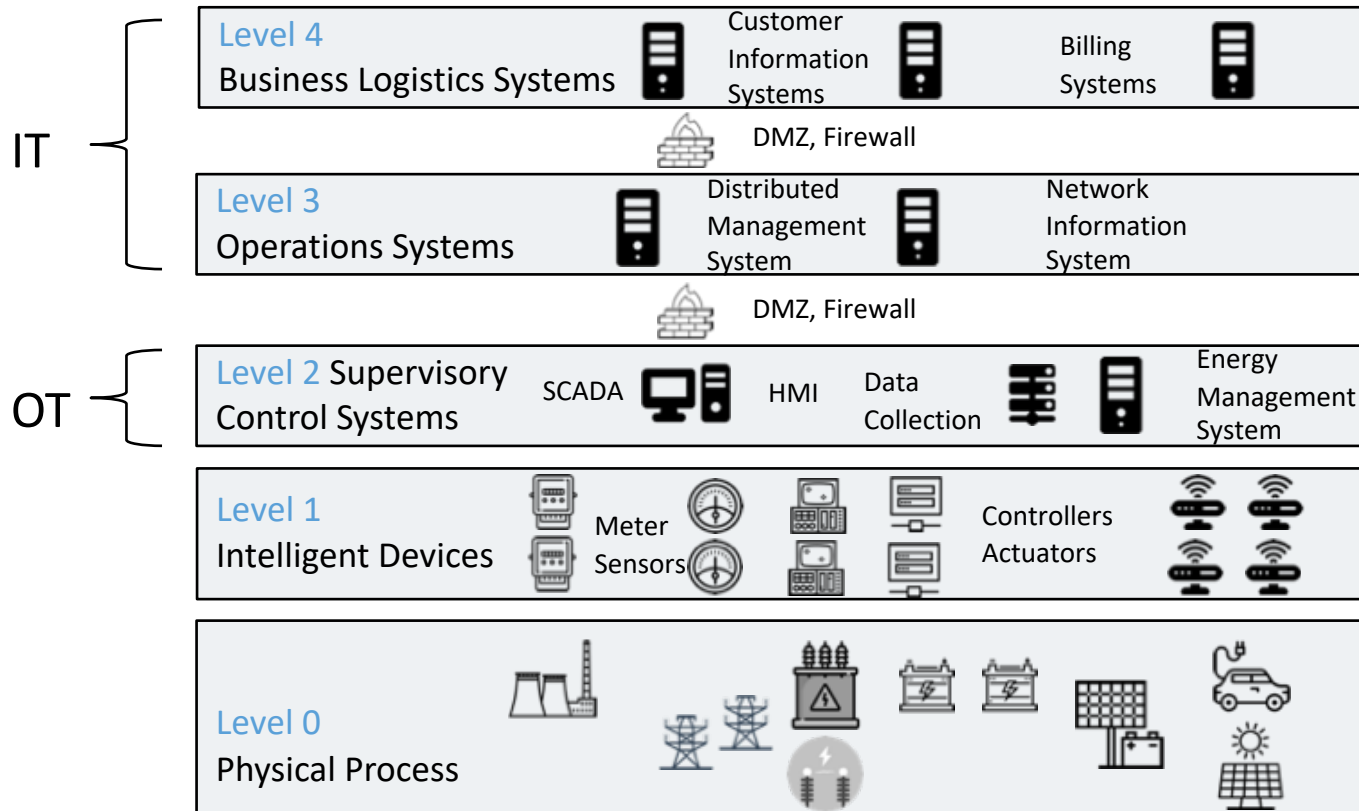 IT
Level 4
Business Logistics Systems
Customer
Information
Systems
Billing
Systems
DMZ, Firewall
Level 3
Operations Systems
Distributed
Management
System
Network
Information
System
DMZ, Firewall
OT
Level 2 Supervisory
Control Systems
SCADA
HMI
Data
Collection
Energy
Management
System
Level 1
Intelligent Devices
Meter
Sensors
Controllers
Actuators
Level 0
Physical Process